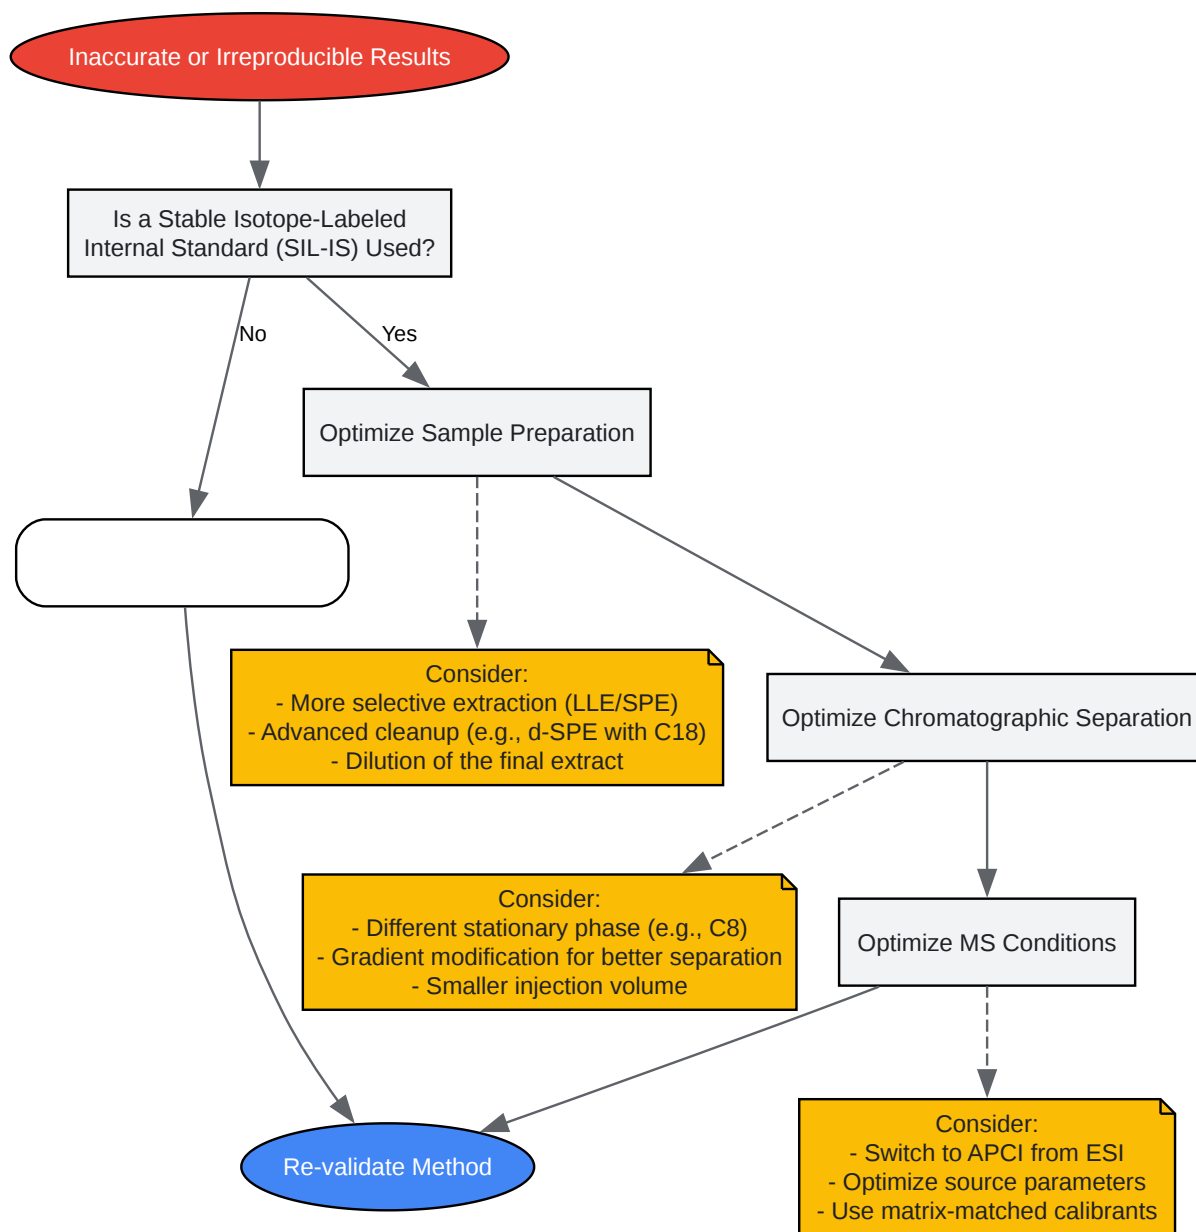 Inaccurate or Irreproducible Results
Is a Stable Isotope-Labeled
Internal Standard (SIL-IS) Used?
No
Yes
Optimize Sample Preparation
Consider:
- More selective extraction (LLE/SPE)
- Advanced cleanup (e.g., d-SPE with C18)
- Dilution of the final extract
Optimize Chromatographic Separation
Consider:
- Different stationary phase (e.g., C8)
- Gradient modification for better separation
- Smaller injection volume
Optimize MS Conditions
Re-validate Method
Consider:
- Switch to APCI from ESI
- Optimize source parameters
- Use matrix-matched calibrants